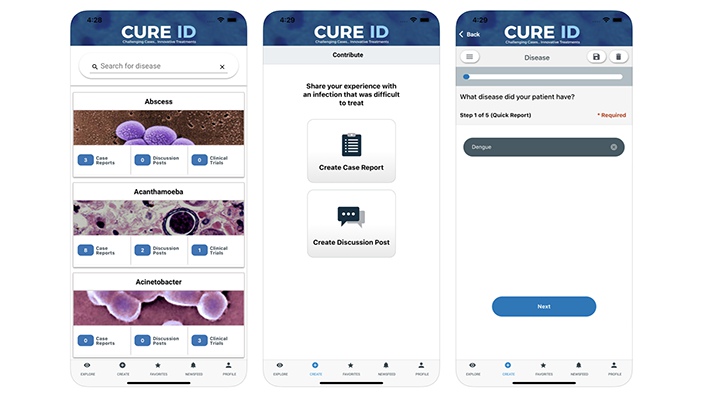 4:28
CURE ID
Challenging Cases... Innovative Treatments
Search for disease
Abscess
3 Case Reports 0 Discussion Posts 0 Clinical Trials
Acanthamoeba
8 Case Reports 2 Discussion Posts 1 Clinical Trials
Acinetobacter
0 Case Reports 0 Discussion Posts 3 Clinical Trials
EXPLORE CREATE FAVORITES NEWSFEED PROFILE
4:29
CURE ID
Challenging Cases... Innovative Treatments
Contribute
Share your experience with
an infection that was difficult
to treat
Create Case Report
Create Discussion Post
EXPLORE CREATE FAVORITES NEWSFEED PROFILE
4:29
CURE ID
Challenging Cases... Innovative Treatments
Back
Disease
What disease did your patient have?
Step 1 of 5 (Quick Report) * Required
Dengue
Next
EXPLORE CREATE FAVORITES NEWSFEED PROFILE